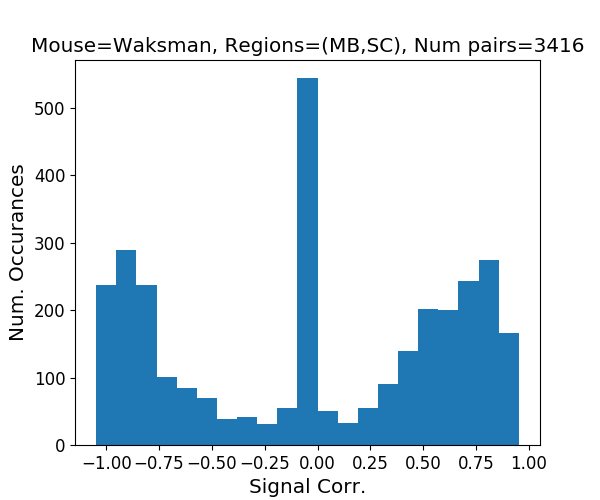 Mouse=Waksman, Regions=(MB,SC), Num pairs=3416
Num. Occurances
500
400
300
200
100
0
−1.00 −0.75 −0.50 −0.25 0.00 0.25 0.50 0.75 1.00
Signal Corr.